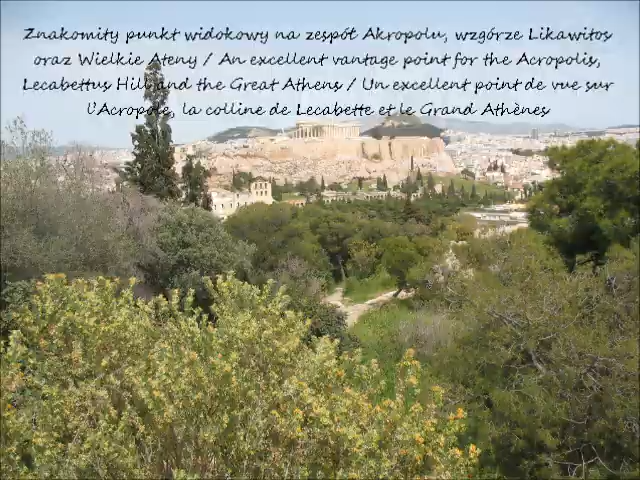 Znakomity punkt widokowy na zespół Akropolu, wzgórze Likawitos
oraz Wielkie Ateny / An excellent vantage point for the Acropolis,
Lecabettus Hill and the Great Athens / Un excellent point de vue sur
l'Acropole, la colline de Lecabette et le Grand Athènes